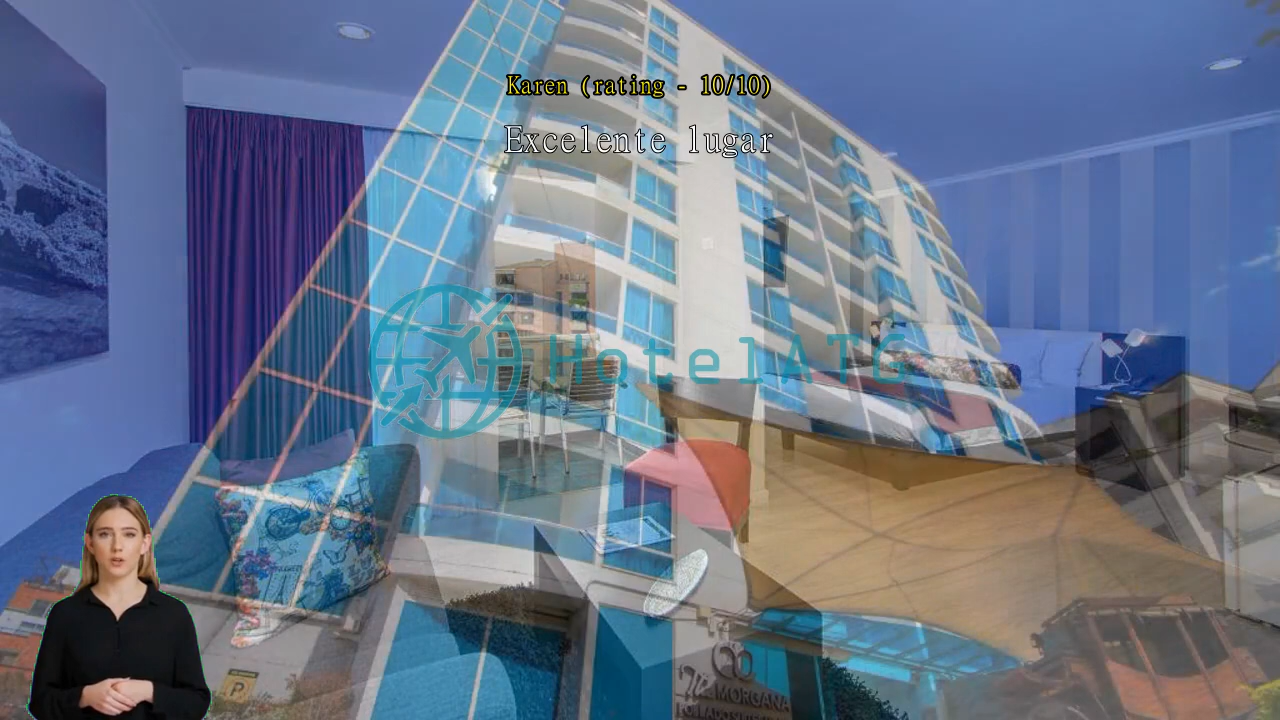 Karen (rating - 10/10)
Excelente lugar
HotelATG
P
MORGANA